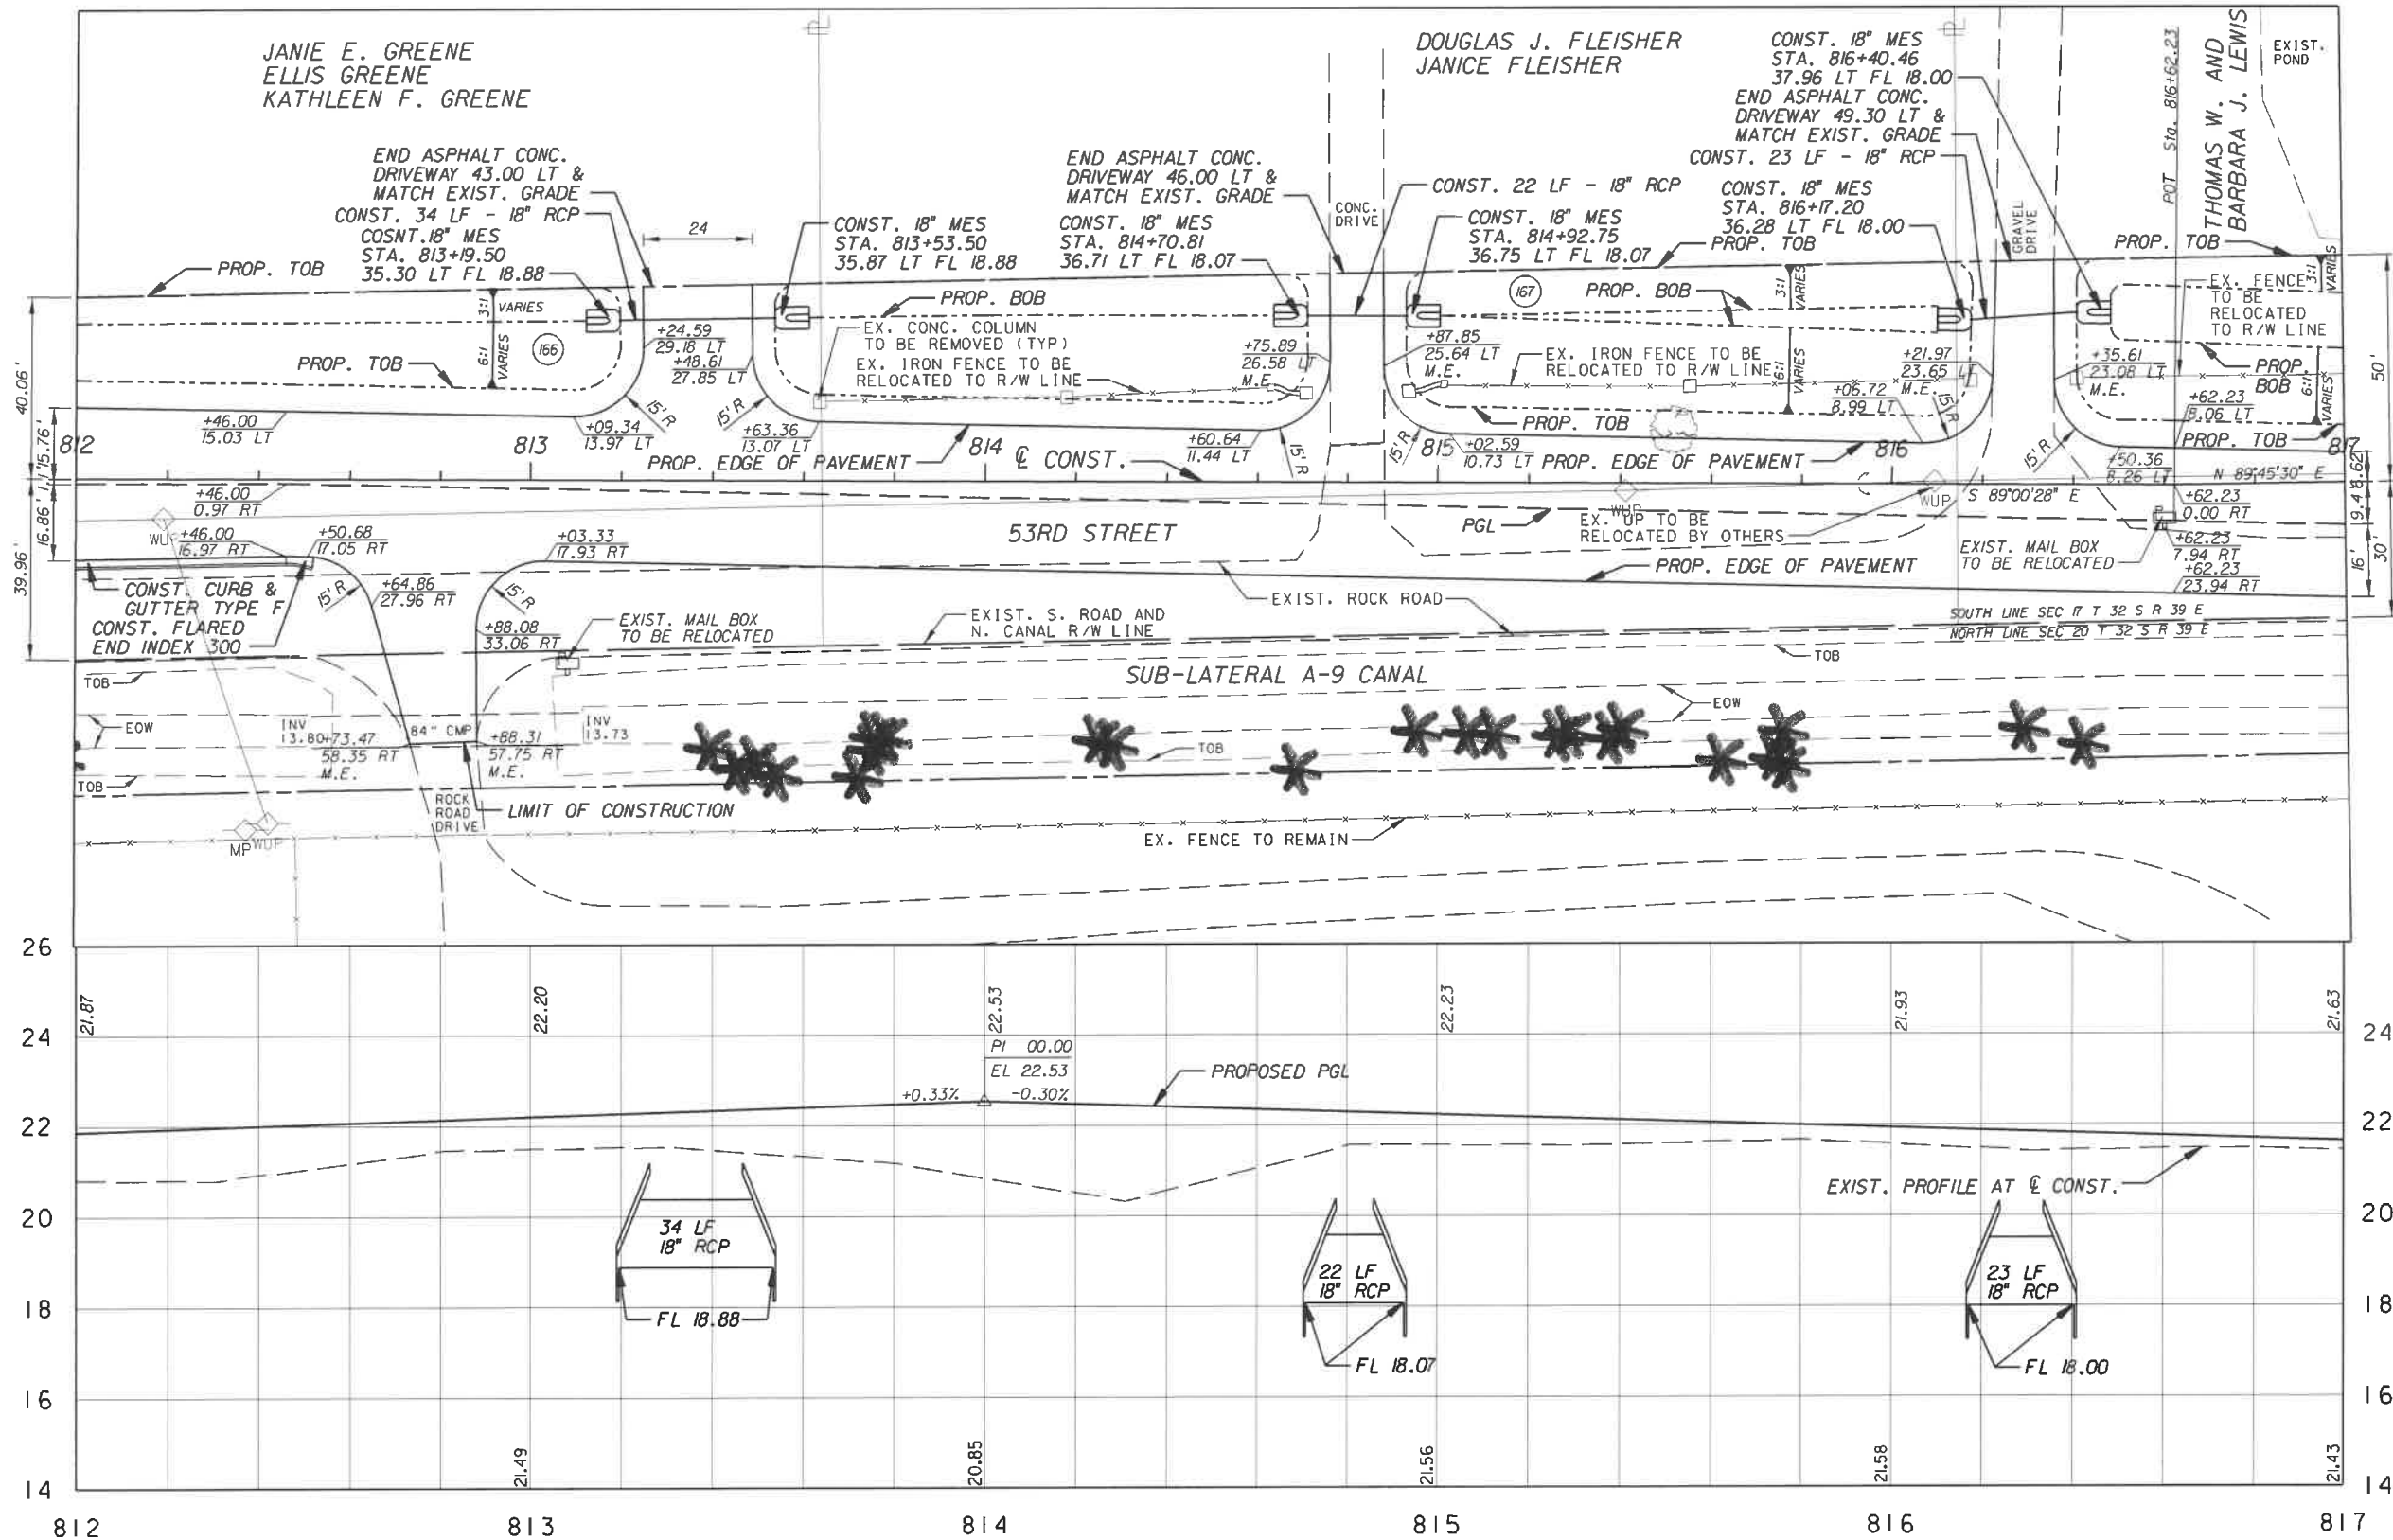 JANIE E. GREENE
ELLIS GREENE
KATHLEEN F. GREENE
DOUGLAS J. FLEISHER
JANICE FLEISHER
THOMAS W. AND
BARBARA J. LEWIS
EXIST.
POND
POT Sta. 816+62.23
PL
PL
END ASPHALT CONC.
DRIVEWAY 43.00 LT &
MATCH EXIST. GRADE
CONST. 34 LF - 18" RCP
COSNT.18" MES
STA. 813+19.50
35.30 LT FL 18.88
24
CONST. 18" MES
STA. 813+53.50
35.87 LT FL 18.88
END ASPHALT CONC.
DRIVEWAY 46.00 LT &
MATCH EXIST. GRADE
CONST. 18" MES
STA. 814+70.81
36.71 LT FL 18.07
CONC.
DRIVE
CONST. 22 LF - 18" RCP
CONST. 18" MES
STA. 814+92.75
36.75 LT FL 18.07
CONST. 18" MES
STA. 816+40.46
37.96 LT FL 18.00
END ASPHALT CONC.
DRIVEWAY 49.30 LT &
MATCH EXIST. GRADE
CONST. 23 LF - 18" RCP
CONST. 18" MES
STA. 816+17.20
36.28 LT FL 18.00
GRAVEL
DRIVE
PROP. TOB
PROP. TOB
PROP. TOB
3:1
VARIES
6:1
VARIES
166
PROP. TOB
+24.59
29.18 LT
+48.61
27.85 LT
PROP. BOB
EX. CONC. COLUMN
TO BE REMOVED (TYP)
EX. IRON FENCE TO BE
RELOCATED TO R/W LINE
+75.89
26.58 LT
M.E.
+87.85
25.64 LT
M.E.
167
PROP. BOB
3:1
VARIES
EX. IRON FENCE TO BE
RELOCATED TO R/W LINE
6:1
VARIES
+21.97
23.65 LT
M.E.
+06.72
8.99 LT
+35.61
23.08 LT
M.E.
EX. FENCE
TO BE
RELOCATED
TO R/W LINE
3:1
VARIES
PROP.
BOB
6:1
VARIES
+62.23
8.06 LT
PROP. TOB
PROP. TOB
40.06'
15.76'
1'
16.86'
39.96'
50'
8.62'
9.4'
16'
30'
+46.00
15.03 LT
+09.34
13.97 LT
15' R
15' R
+63.36
13.07 LT
+60.64
11.44 LT
15' R
15' R
+02.59
10.73 LT
15' R
15' R
+50.36
8.26 LT
812
813
814
815
816
817
PROP. EDGE OF PAVEMENT
CL CONST.
PROP. EDGE OF PAVEMENT
N 89°45'30" E
S 89°00'28" E
+46.00
0.97 RT
WUP
+46.00
16.97 RT
+50.68
17.05 RT
+03.33
17.93 RT
53RD STREET
PGL
WUP
WUP
EX. UP TO BE
RELOCATED BY OTHERS
+62.23
0.00 RT
EXIST. MAIL BOX
TO BE RELOCATED
+62.23
7.94 RT
+62.23
23.94 RT
PROP. EDGE OF PAVEMENT
CONST. CURB &
GUTTER TYPE F
CONST. FLARED
END INDEX 300
15' R
+64.86
27.96 RT
15' R
+88.08
33.06 RT
EXIST. MAIL BOX
TO BE RELOCATED
EXIST. S. ROAD AND
N. CANAL R/W LINE
EXIST. ROCK ROAD
SOUTH LINE SEC 17 T 32 S R 39 E
NORTH LINE SEC 20 T 32 S R 39 E
TOB
TOB
SUB-LATERAL A-9 CANAL
EOW
EOW
INV
13.80
+73.47
58.35 RT
M.E.
84" CMP
+88.31
57.75 RT
M.E.
INV
13.73
TOB
TOB
ROCK
ROAD
DRIVE
LIMIT OF CONSTRUCTION
MP
WUP
EX. FENCE TO REMAIN
26
24
22
20
18
16
14
21.87
22.20
22.53
22.23
21.93
21.63
24
22
20
18
16
14
PI 00.00
EL 22.53
+0.33%
-0.30%
PROPOSED PGL
EXIST. PROFILE AT CL CONST.
34 LF
18" RCP
FL 18.88
22 LF
18" RCP
FL 18.07
23 LF
18" RCP
FL 18.00
21.49
20.85
21.56
21.58
21.43
812
813
814
815
816
817